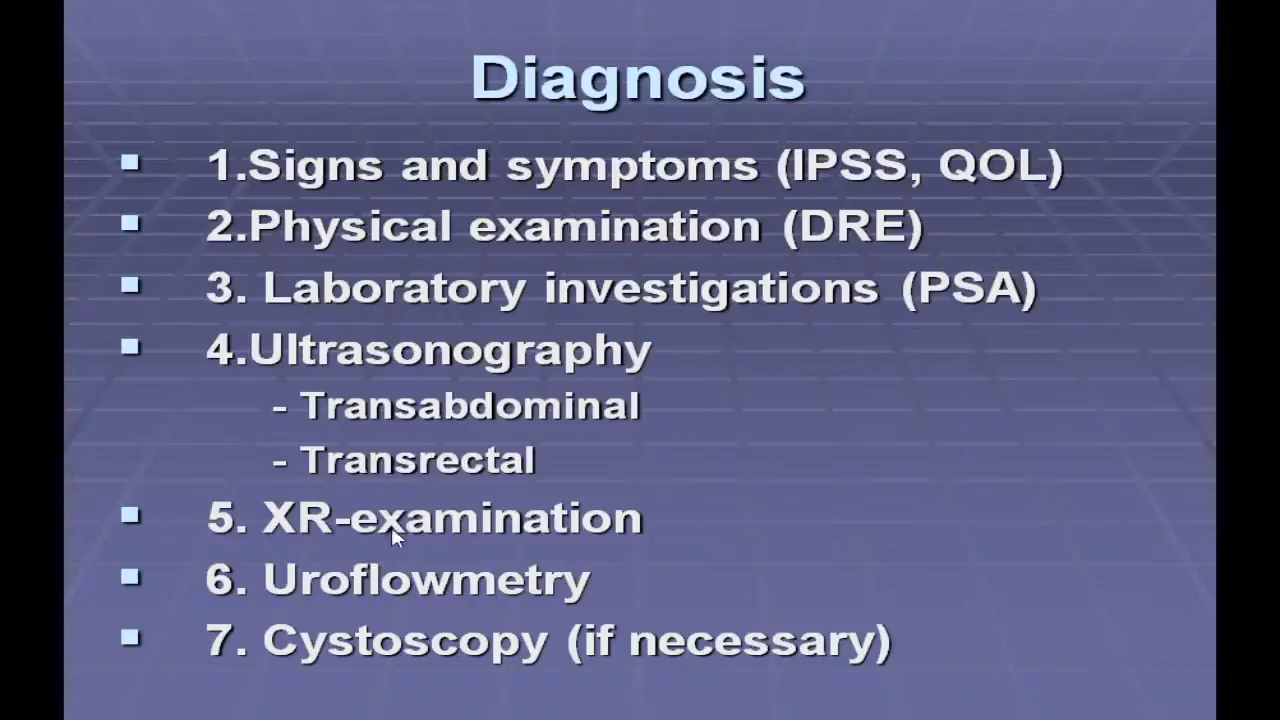 Diagnosis
1.Signs and symptoms (IPSS, QOL)
2.Physical examination (DRE)
3. Laboratory investigations (PSA)
4.Ultrasonography
- Transabdominal
- Transrectal
5. XR-examination
6. Uroflowmetry
7. Cystoscopy (if necessary)